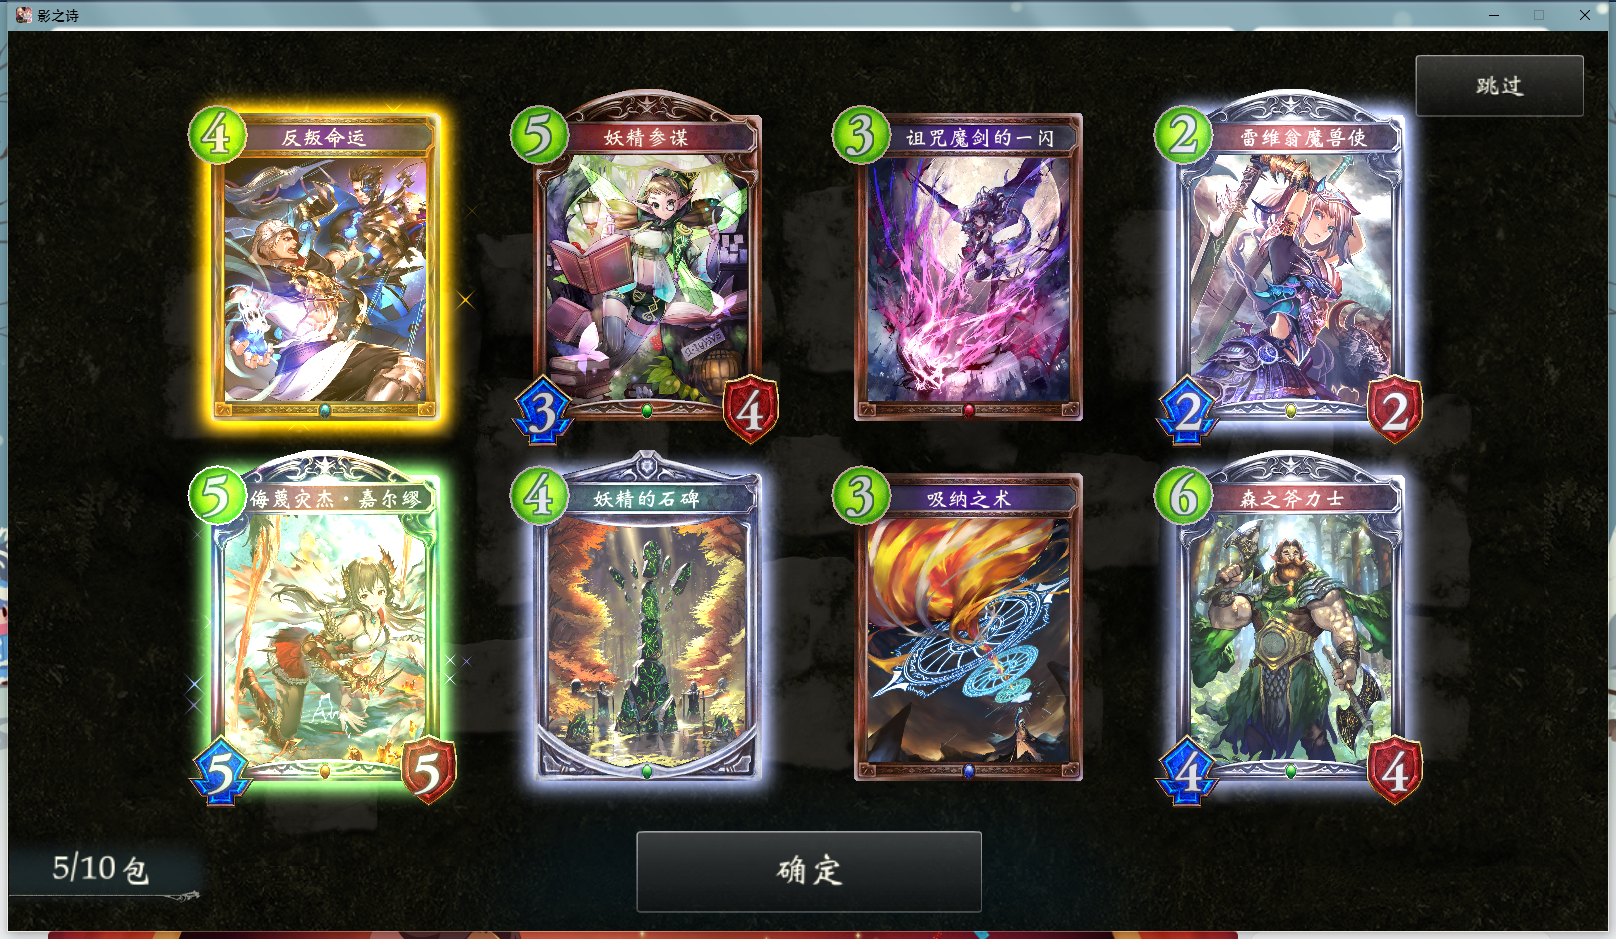 影之诗
跳过
4
反叛命运
5
妖精参谋
3
4
3
诅咒魔剑的一闪
2
雷维翁魔兽使
2
2
5
侮蔑灾杰·嘉尔缪
5
5
4
妖精的石碑
3
吸纳之术
6
森之斧力士
4
4
5/10 包
确定